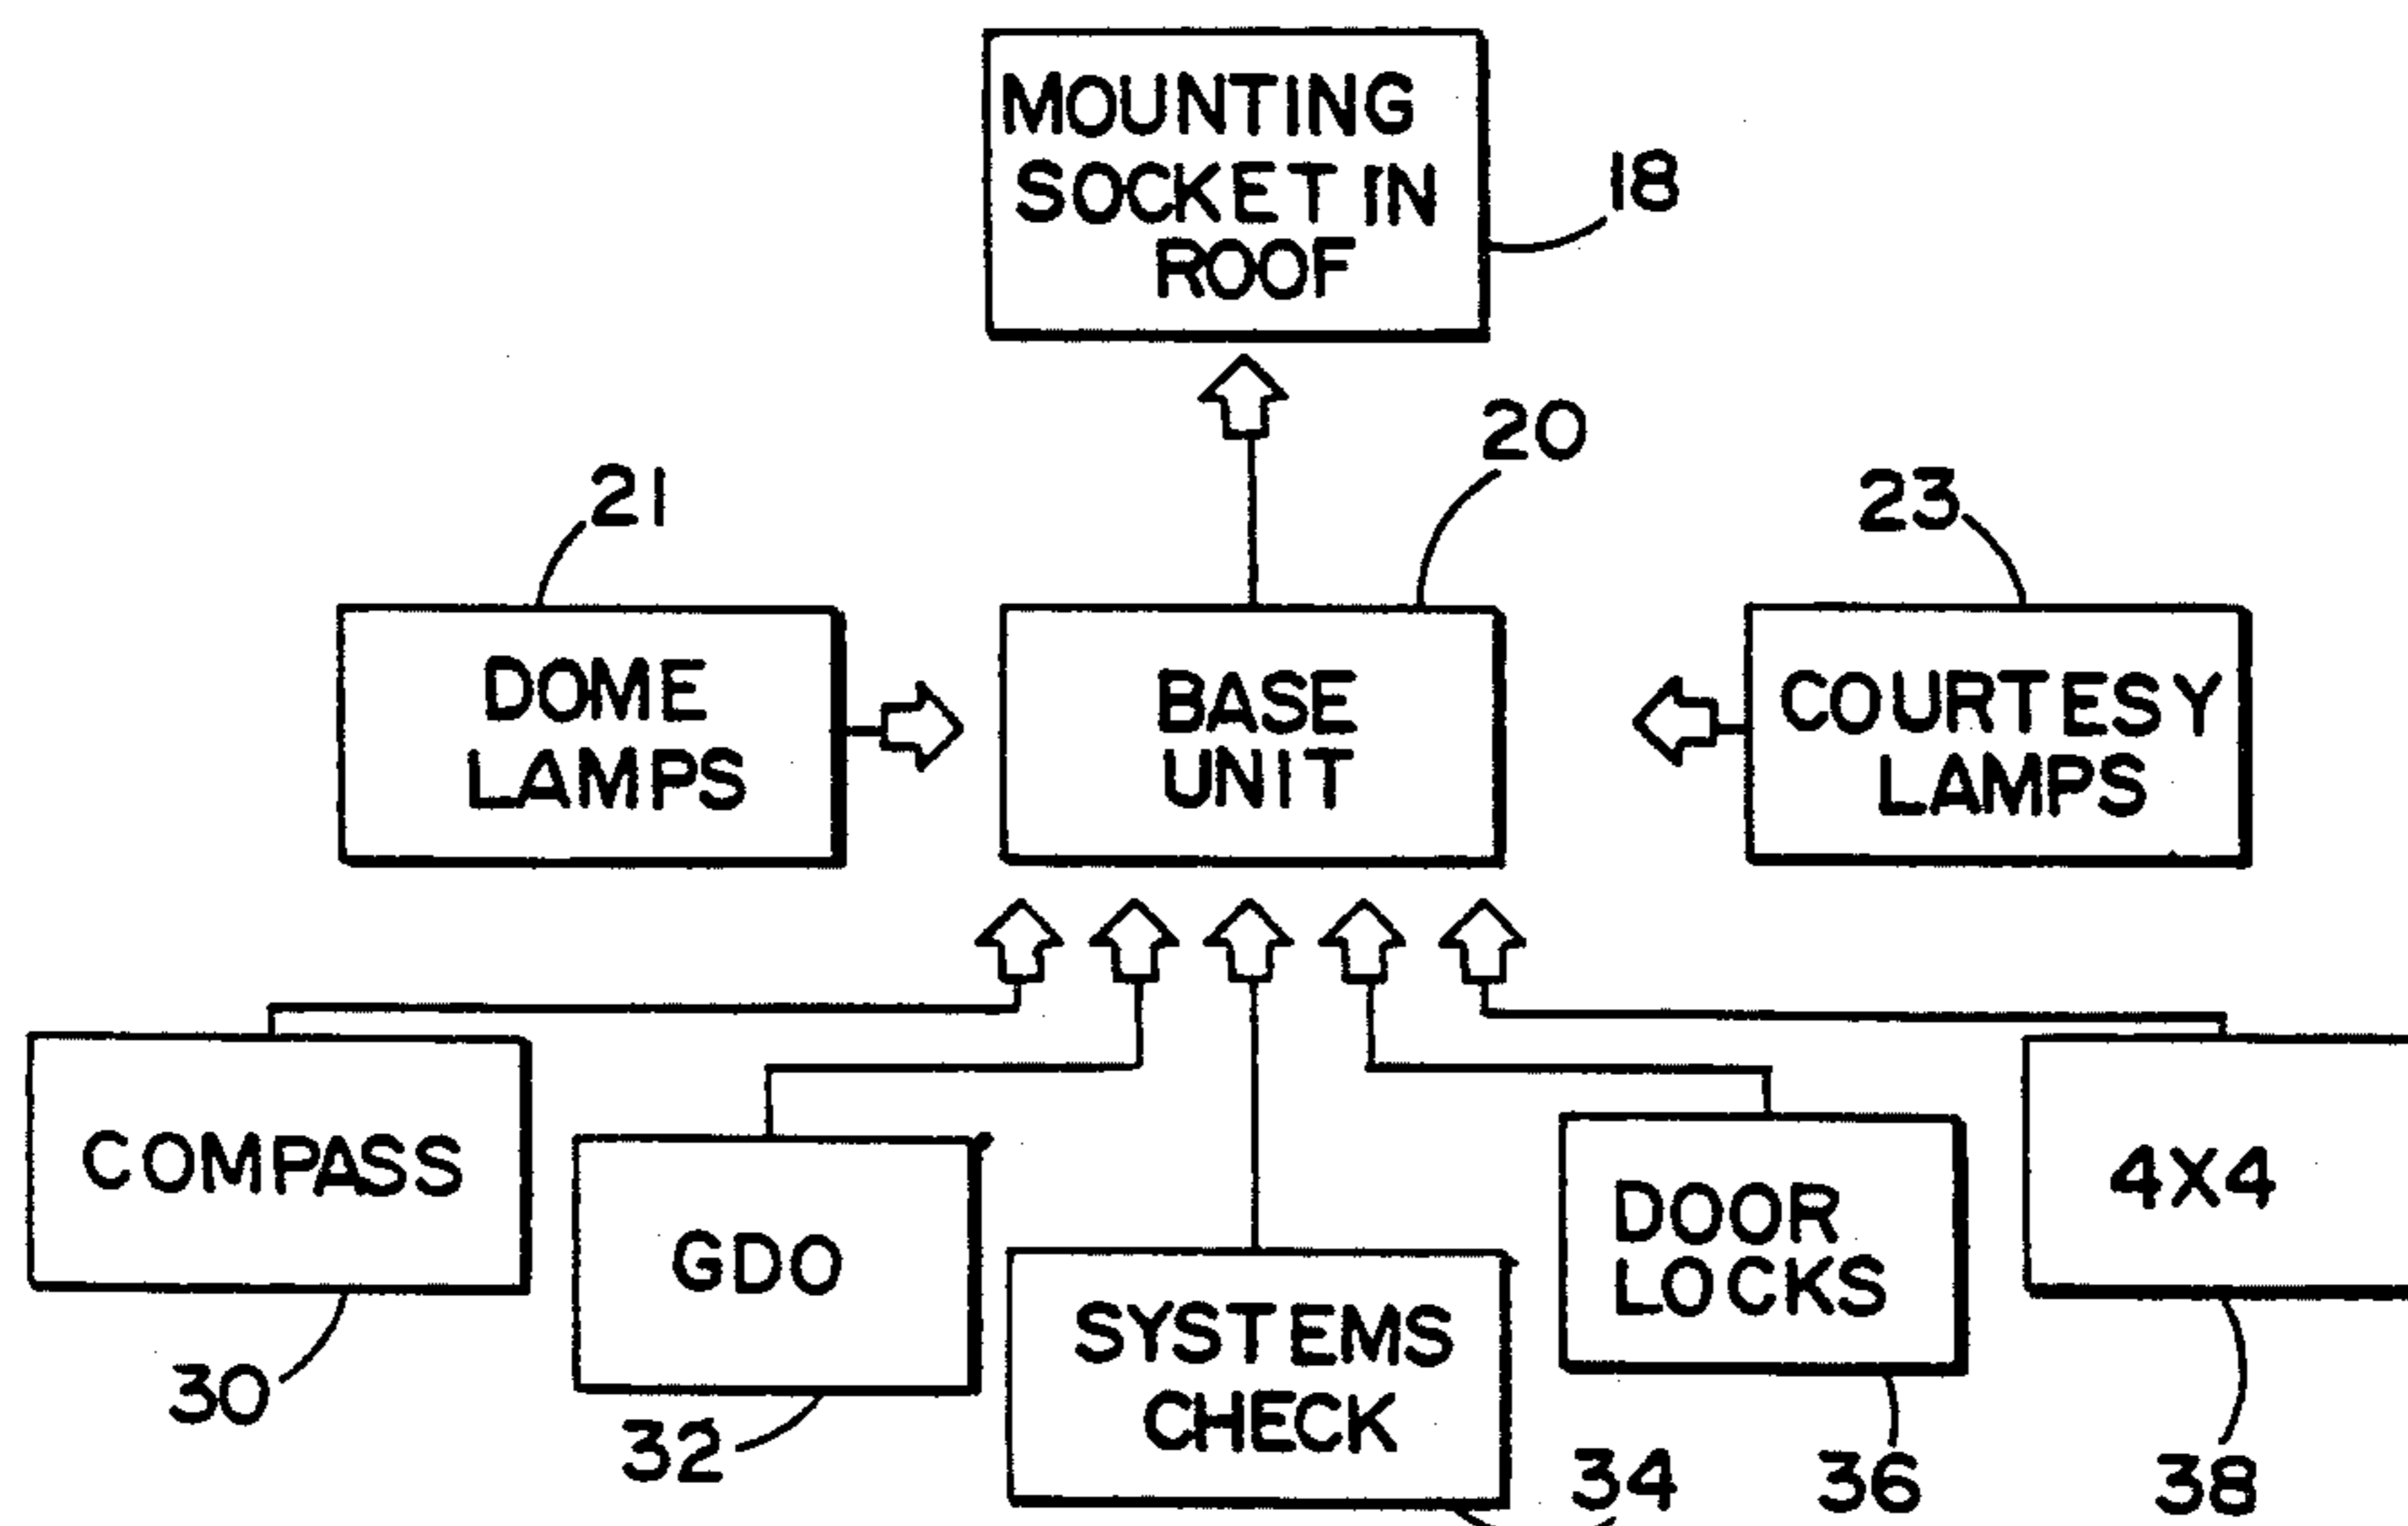 MOUNTING
SOCKET IN
ROOF
18
20
21
23
DOME
LAMPS
BASE
UNIT
COURTESY
LAMPS
COMPASS
30
GDO
32
SYSTEMS
CHECK
34
DOOR
LOCKS
36
4X4
38